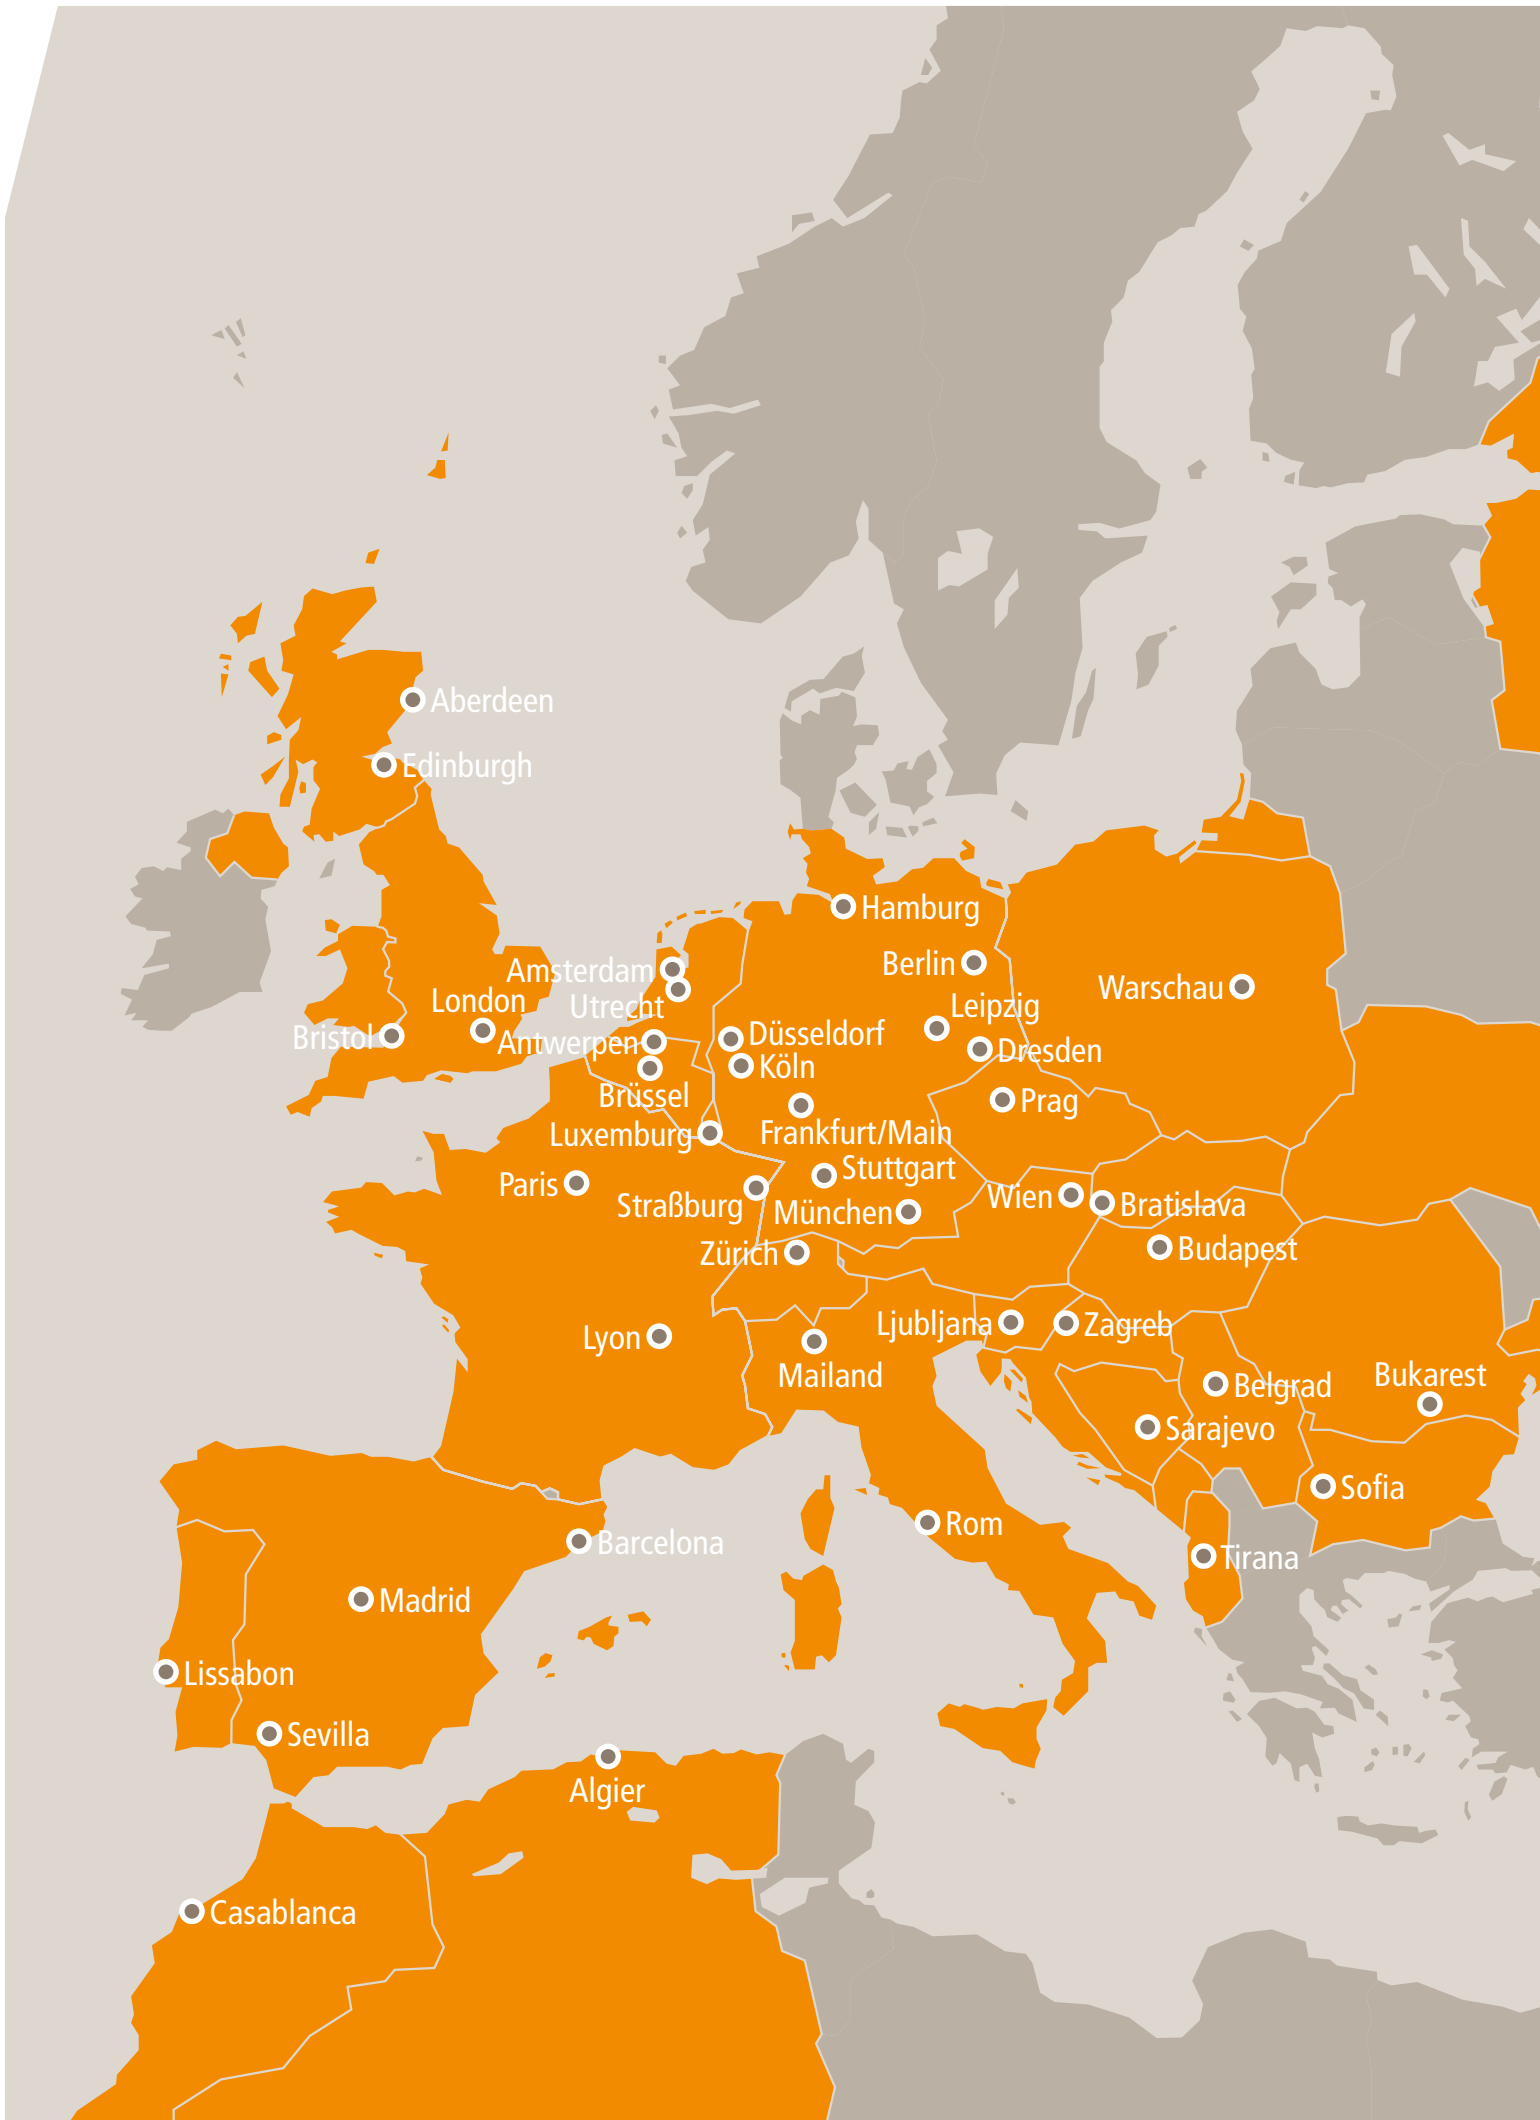 Aberdeen
Edinburgh
Hamburg
Berlin
Amsterdam
Warschau
London
Utrecht
Leipzig
Bristol
Antwerpen
Düsseldorf
Dresden
Köln
Brüssel
Prag
Luxemburg
Frankfurt/Main
Stuttgart
Paris
Straßburg
München
Wien
Bratislava
Zürich
Budapest
Lyon
Ljubljana
Zagreb
Mailand
Belgrad
Bukarest
Sarajevo
Sofia
Rom
Barcelona
Tirana
Madrid
Lissabon
Sevilla
Algier
Casablanca